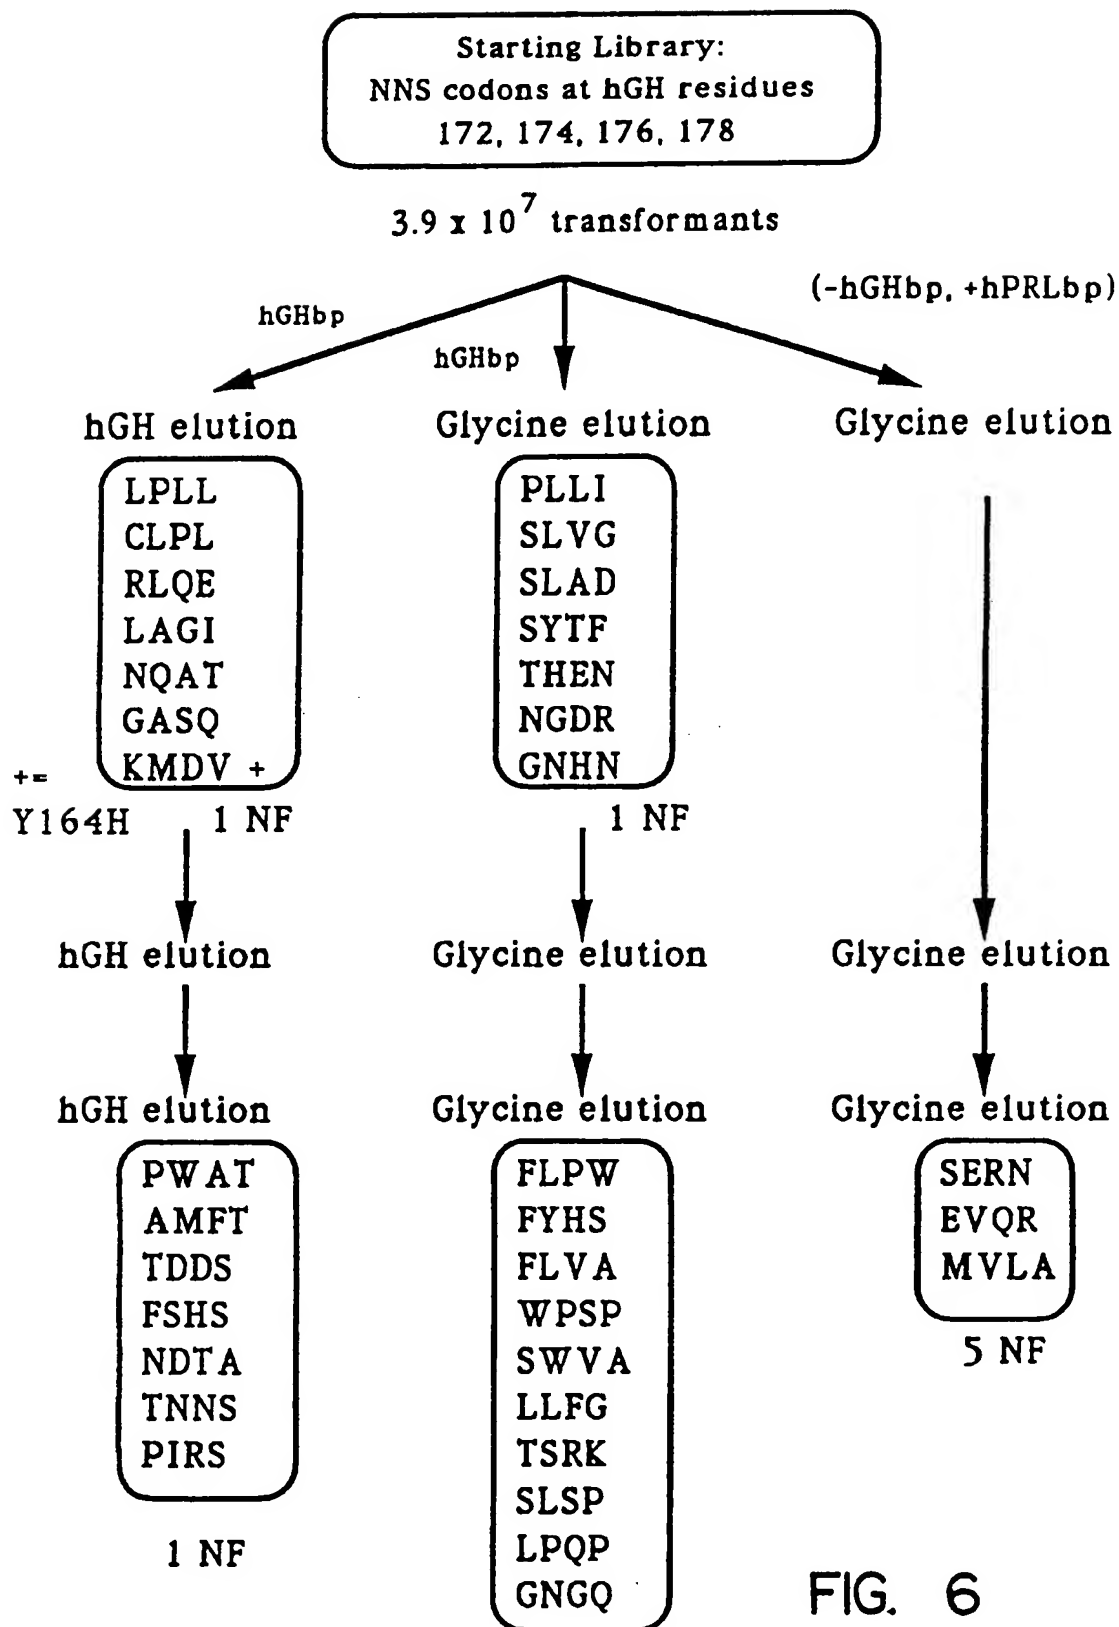 Starting Library:
NNS codons at hGH residues
172, 174, 176, 178
3.9 x 10^7 transformants
hGHbp
hGHbp
(-hGHbp, +hPRLbp)
hGH elution
LPLL
CLPL
RLQE
LAGI
NQAT
GASQ
KMDV +
+=
Y164H
1 NF
Glycine elution
PLLI
SLVG
SLAD
SYTF
THEN
NGDR
GNHN
1 NF
Glycine elution
hGH elution
Glycine elution
Glycine elution
hGH elution
PWAT
AMFT
TDDS
FSHS
NDTA
TNNS
PIRS
1 NF
Glycine elution
FLPW
FYHS
FLVA
WPSP
SWVA
LLFG
TSRK
SLSP
LPQP
GNGQ
Glycine elution
SERN
EVQR
MVLA
5 NF
FIG. 6